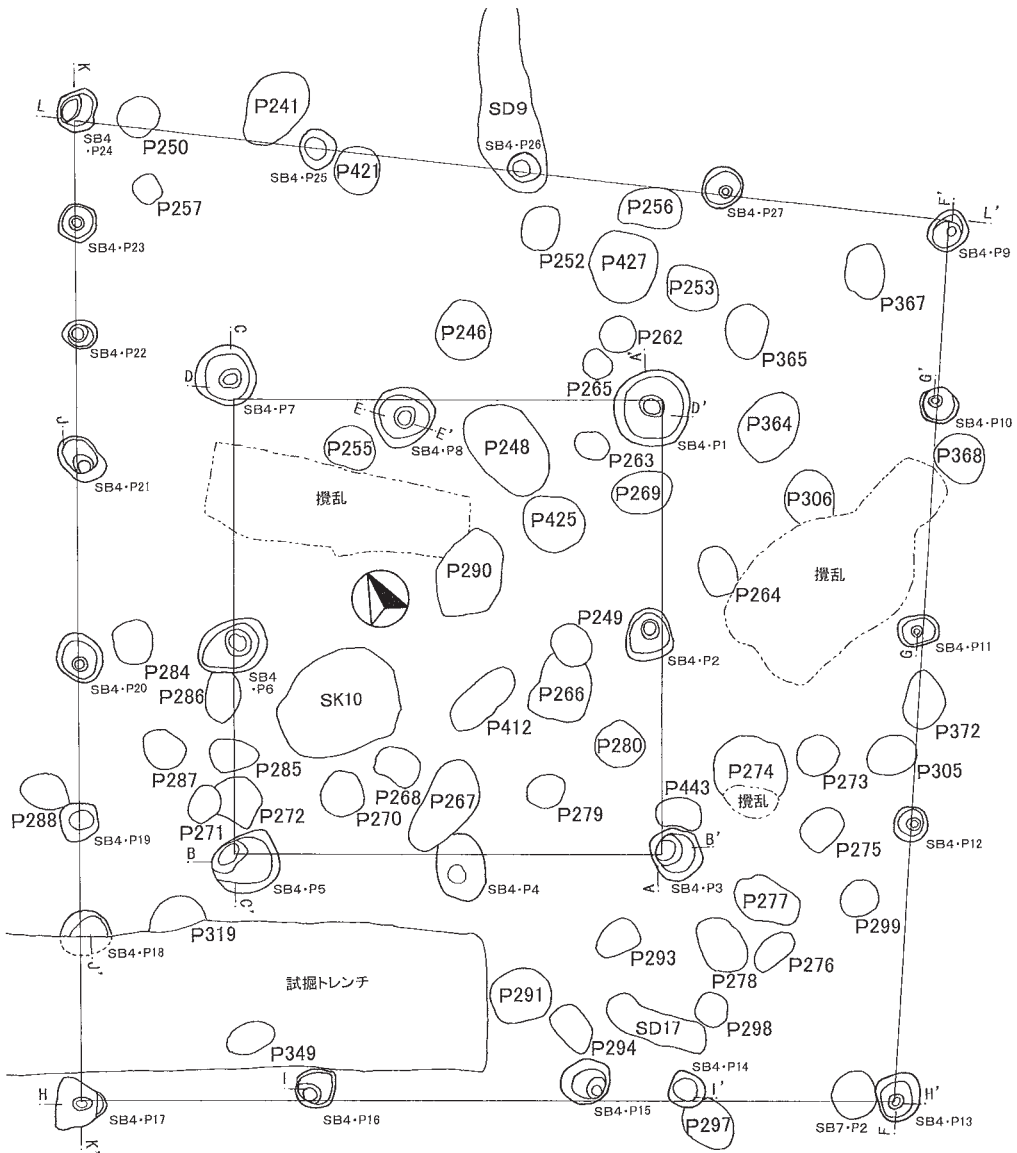 K
L
SB4
・P24
P250
P241
SB4・P25
P421
SD9
SB4・P26
SB4・P27
F'
L'
SB4・P9
P257
SB4・P23
P256
P252
P427
P253
P367
SB4・P22
P246
P262
P365
A'
P265
C
D
SB4・P7
E
E'
SB4・P8
P255
P248
P263
D'
SB4・P1
P364
G'
SB4・P10
J
SB4・P21
P368
P269
P306
攪乱
P425
攪乱
P290
P264
P249
SB4・P2
G
SB4・P11
P284
SB4・P20
P286
SB4
・P6
SK10
P266
P412
P372
P280
P287
P285
P268
P274
攪乱
P273
P305
P288
SB4・P19
P271
P272
P270
P267
P279
P443
P275
SB4・P12
B
SB4・P5
C'
SB4・P4
B'
A
SB4・P3
P277
P299
SB4・P18
J'
P319
P293
P278
P276
試掘トレンチ
P291
SD17
P298
P294
P349
SB4・P14
I
I'
H
SB4・P17
K'
SB4・P16
SB4・P15
P297
SB7・P2
F
H'
SB4・P13